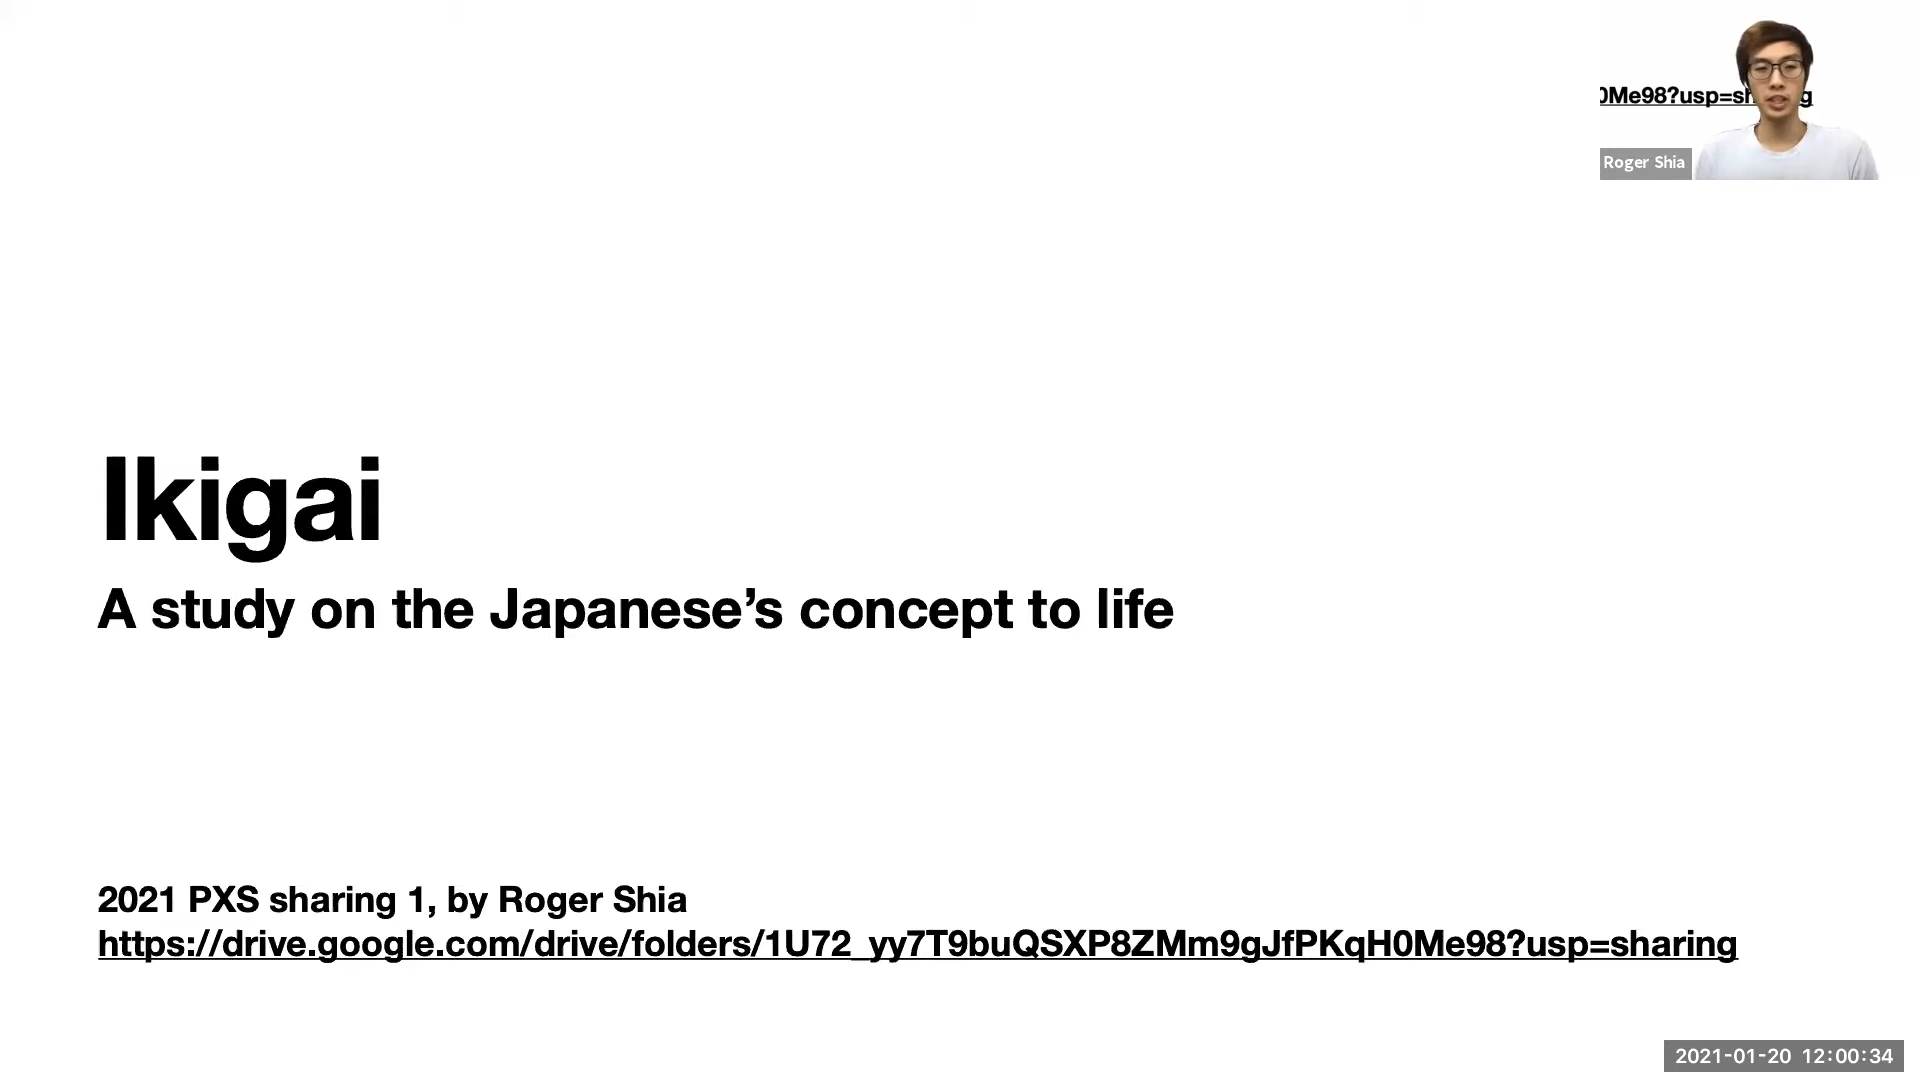 0Me98?usp=sh g
Roger Shia
Ikigai
A study on the Japanese’s concept to life
2021 PXS sharing 1, by Roger Shia
https://drive.google.com/drive/folders/1U72_yy7T9buQSXP8ZMm9gJfPKqH0Me98?usp=sharing
2021-01-20 12:00:34